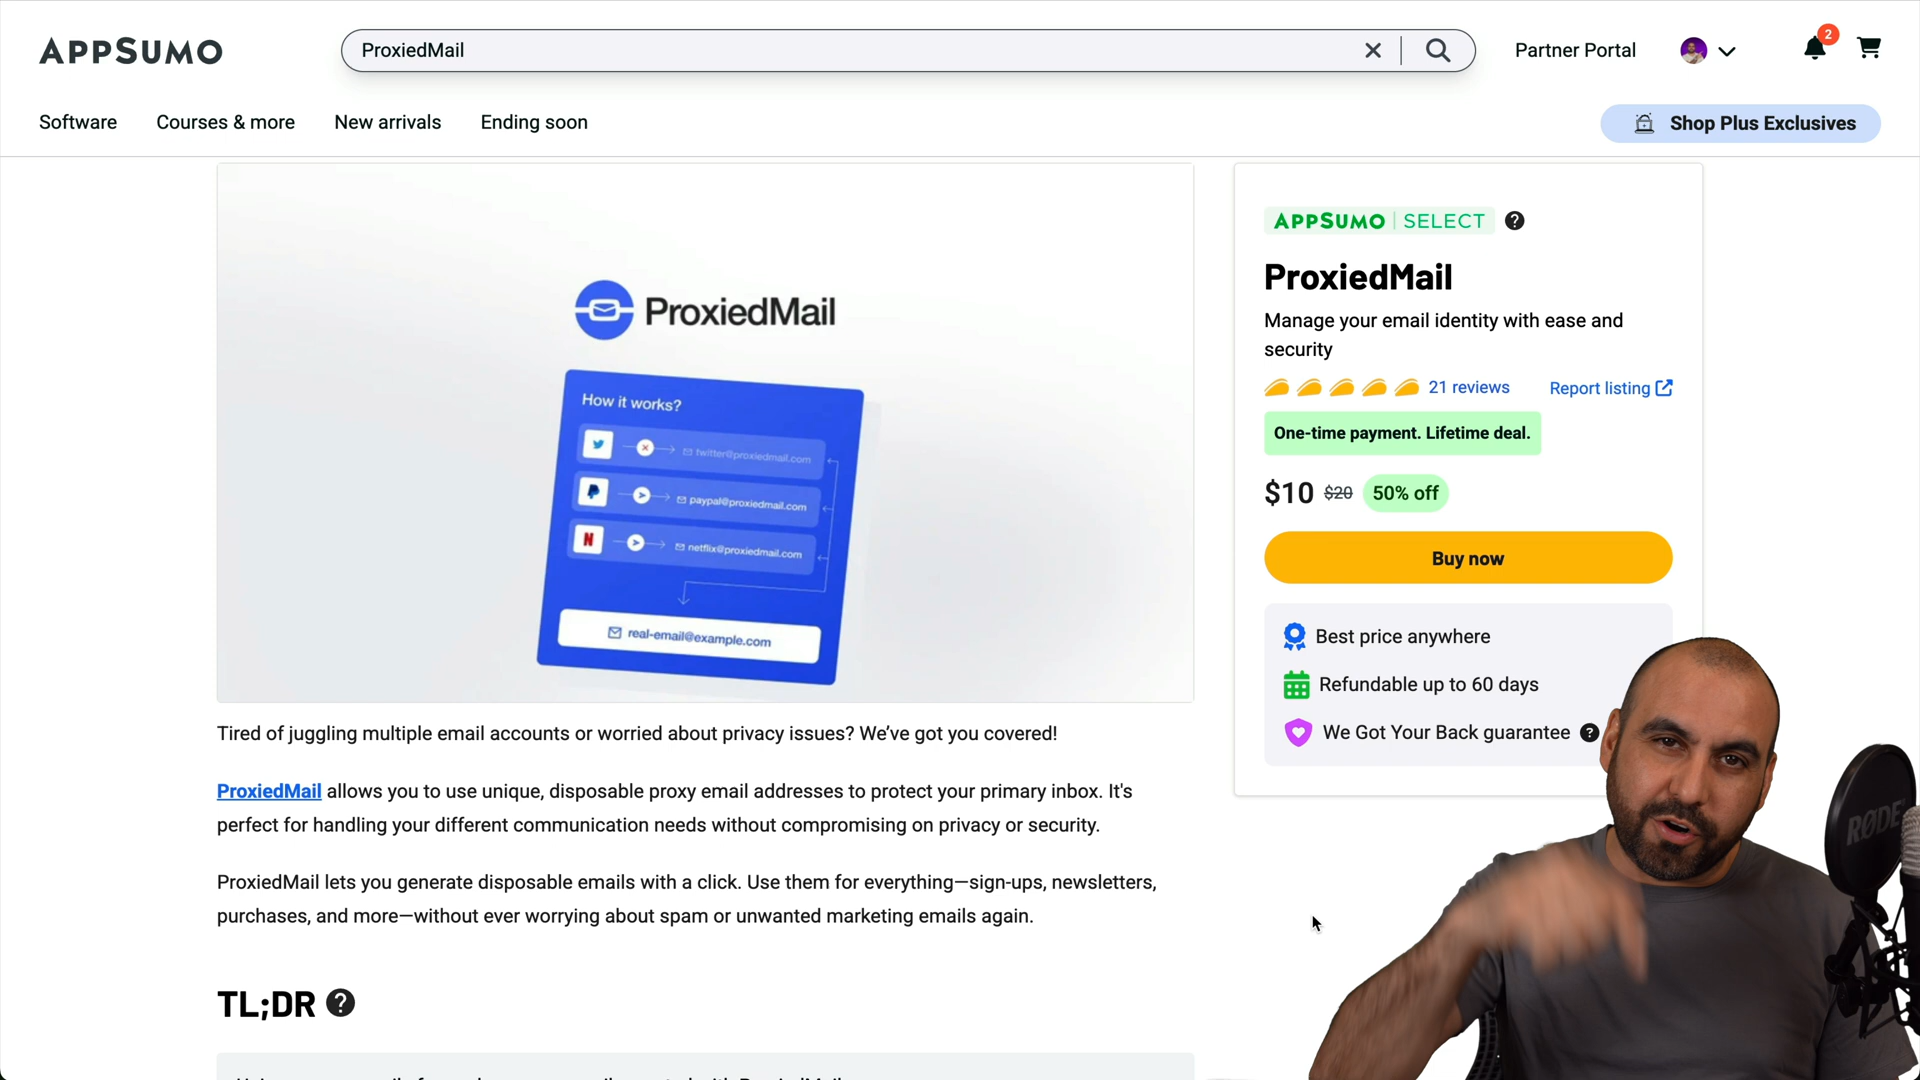 APPSUMO
ProxiedMail
Partner Portal
2
Software
Courses & more
New arrivals
Ending soon
Shop Plus Exclusives
ProxiedMail
How it works?
twitter@proxiedmail.com
paypal@proxiedmail.com
N
netflix@proxiedmail.com
real-email@example.com
APPSUMO | SELECT
ProxiedMail
Manage your email identity with ease and
security
21 reviews
Report listing
One-time payment. Lifetime deal.
$10 $20 50% off
Buy now
Best price anywhere
Refundable up to 60 days
We Got Your Back guarantee
RØDE
Tired of juggling multiple email accounts or worried about privacy issues? We’ve got you covered!
ProxiedMail allows you to use unique, disposable proxy email addresses to protect your primary inbox. It's
perfect for handling your different communication needs without compromising on privacy or security.
ProxiedMail lets you generate disposable emails with a click. Use them for everything—sign-ups, newsletters,
purchases, and more—without ever worrying about spam or unwanted marketing emails again.
TL;DR